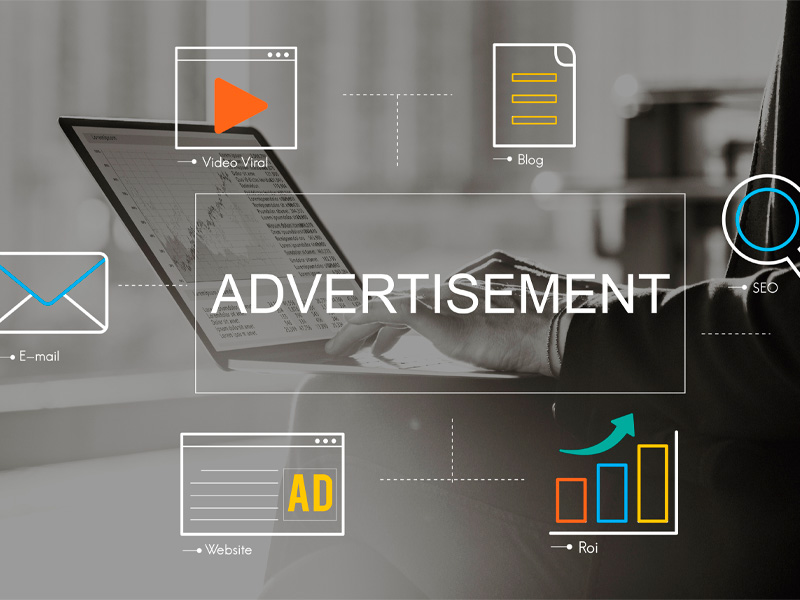 Video Viral
Blog
ADVERTISEMENT
SEO
E-mail
AD
Website
Roi